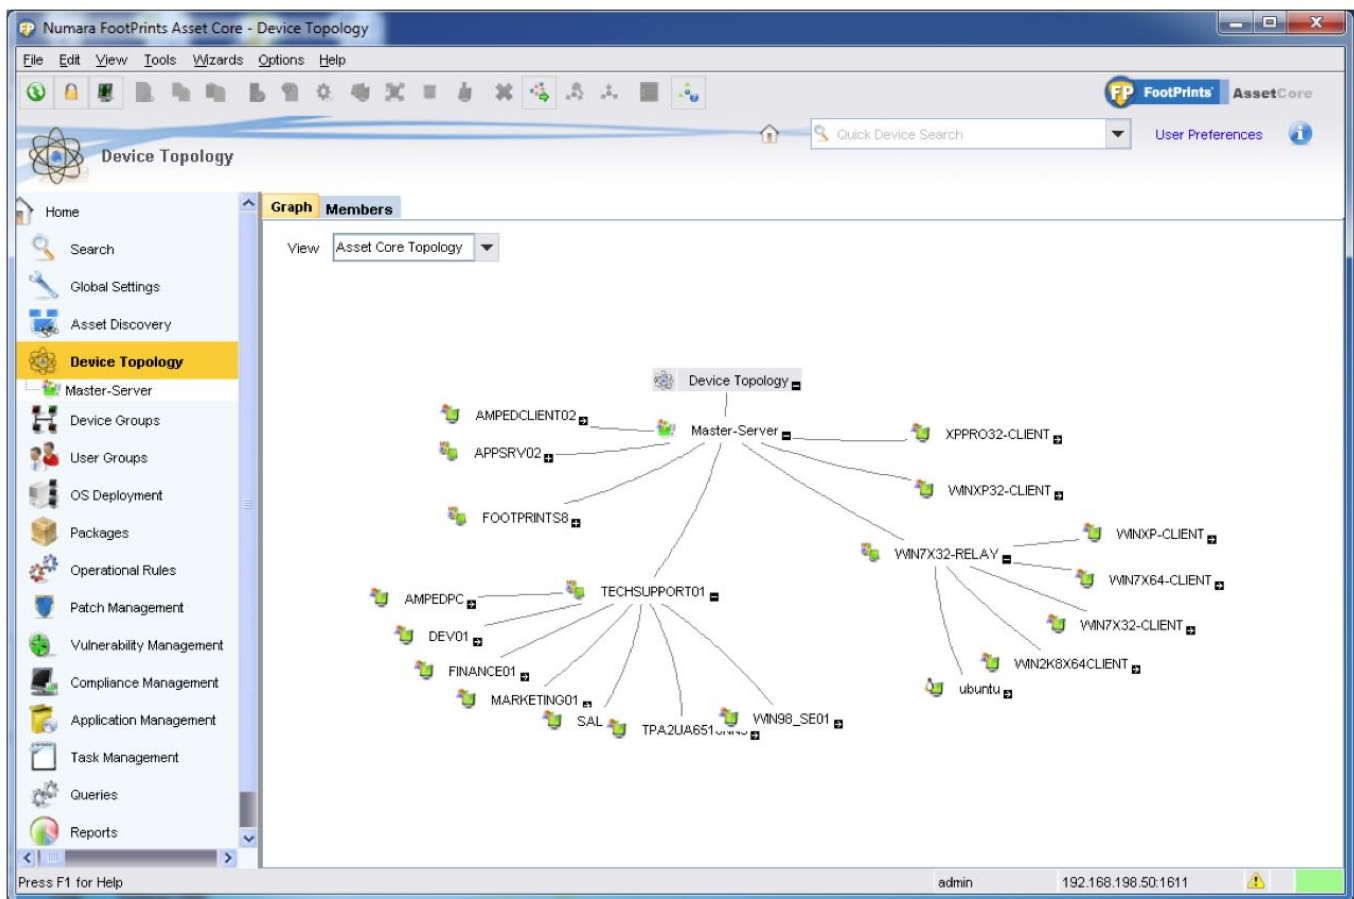 Numara FootPrints Asset Core - Device Topology
File Edit View Tools Wizards Options Help
FP FootPrints AssetCore
Quick Device Search
User Preferences
Device Topology
Home
Search
Global Settings
Asset Discovery
Device Topology
Master-Server
Device Groups
User Groups
OS Deployment
Packages
Operational Rules
Patch Management
Vulnerability Management
Compliance Management
Application Management
Task Management
Queries
Reports
Graph Members
View Asset Core Topology
Device Topology
AMPEDCLIENT02
Master-Server
XPPRO32-CLIENT
APPSRV02
WINXP32-CLIENT
FOOTPRINTS8
WINXP-CLIENT
WIN7X32-RELAY
WIN7X64-CLIENT
TECHSUPPORT01
AMPEDPC
WIN7X32-CLIENT
DEV01
WIN2K8X64CLIENT
FINANCE01
ubuntu
MARKETING01
SAL
WIN98_SE01
Press F1 for Help
admin
192.168.198.50:1611